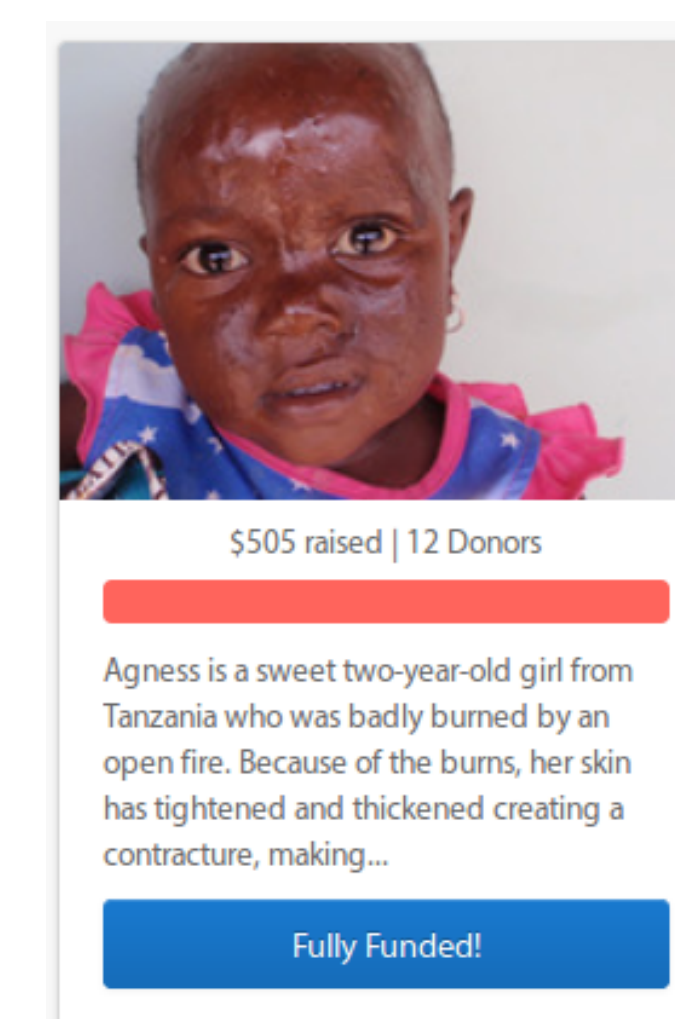 $505 raised | 12 Donors
Agness is a sweet two-year-old girl from
Tanzania who was badly burned by an
open fire. Because of the burns, her skin
has tightened and thickened creating a
contracture, making...
Fully Funded!